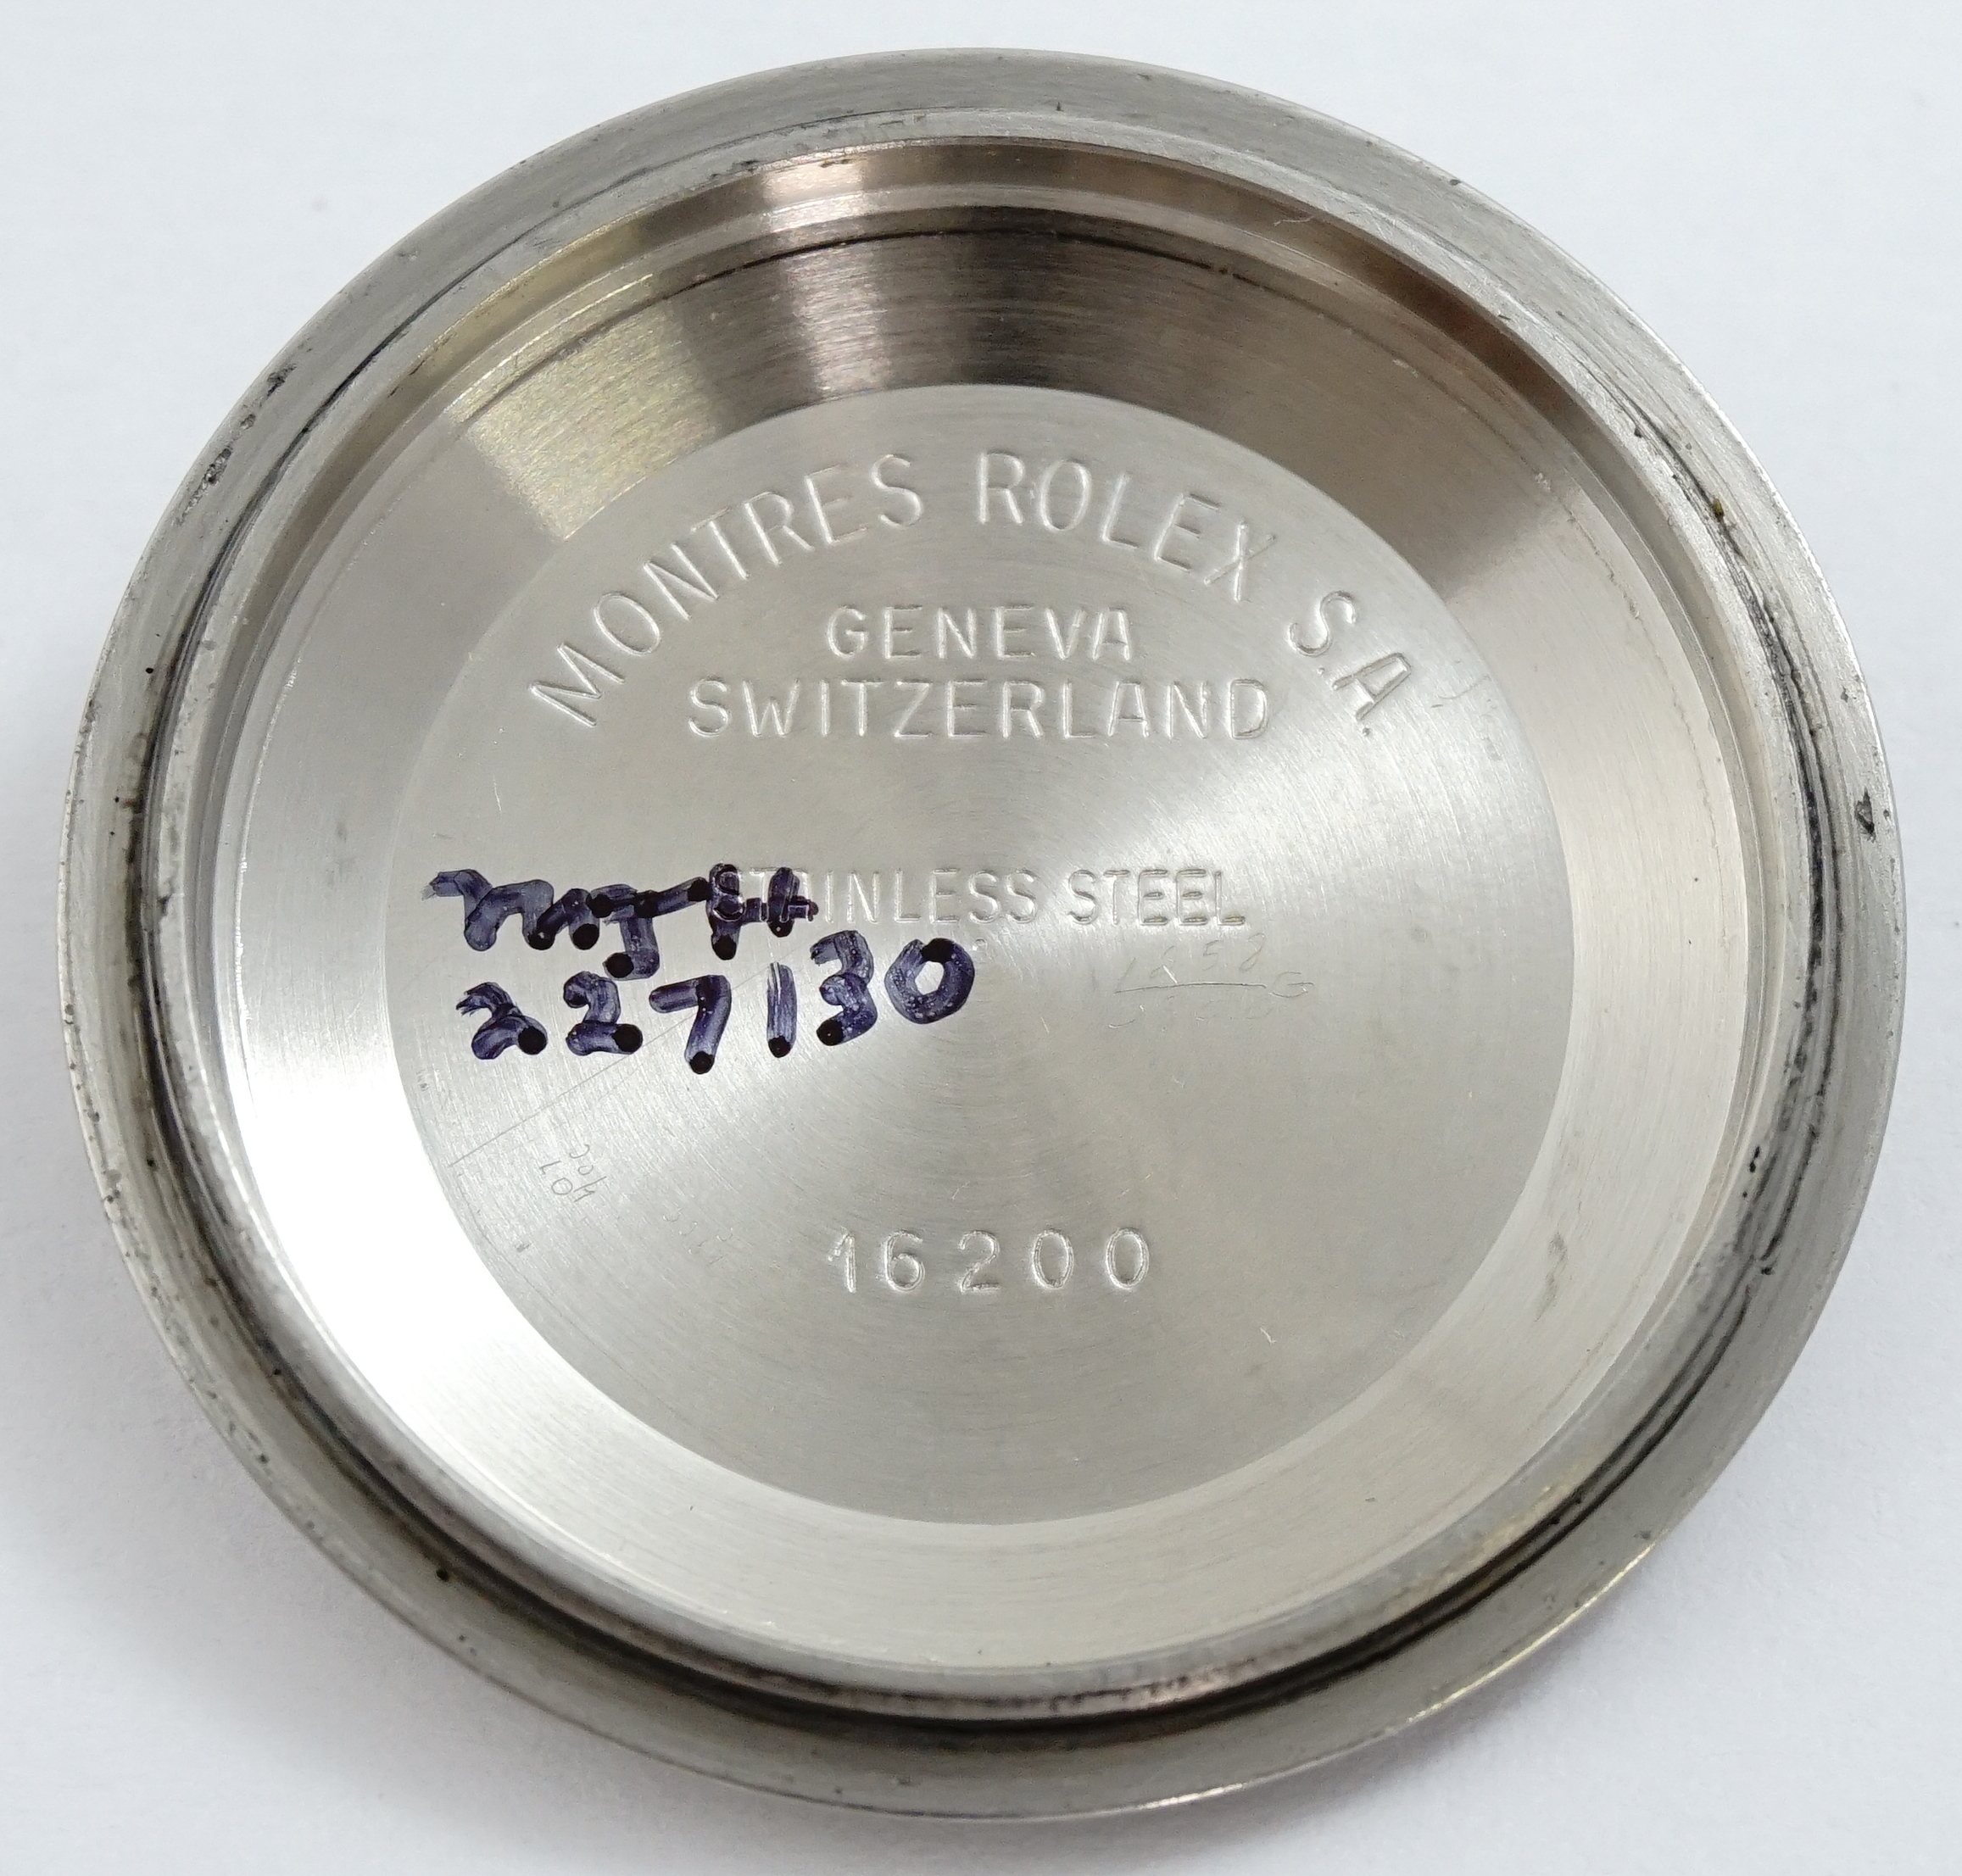 MONTRES ROLEX S.A
GENEVA
SWITZERLAND
STAINLESS STEEL
227130
16200